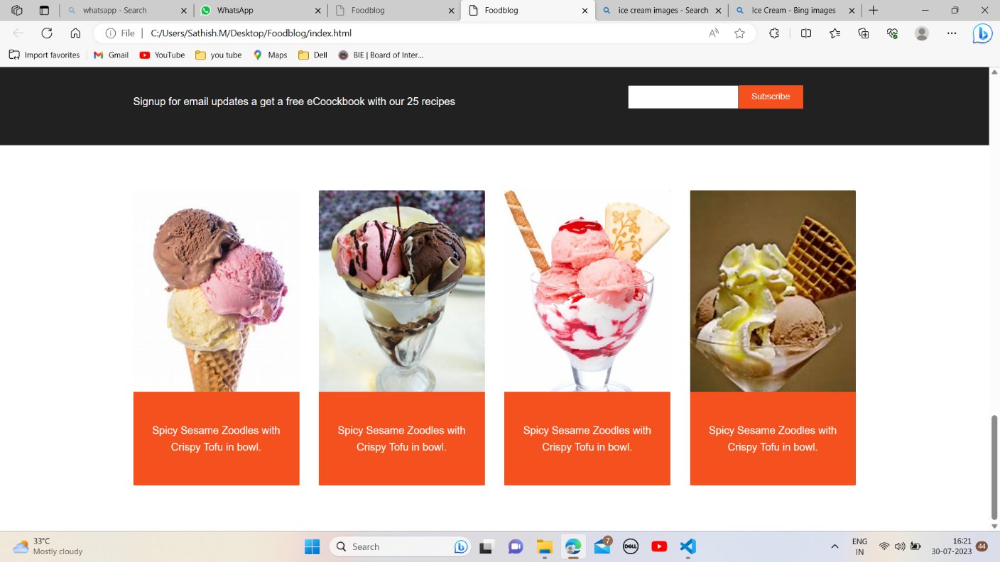 whatsapp - Search
WhatsApp
Foodblog
Foodblog
ice cream images - Search
Ice Cream - Bing images
File
C:/Users/Sathish.M/Desktop/Foodblog/index.html
Import favorites
Gmail
YouTube
you tube
Maps
Dell
BIE | Board of Inter...
Signup for email updates a get a free eCoockbook with our 25 recipes
Subscribe
Spicy Sesame Zoodles with
Crispy Tofu in bowl.
Spicy Sesame Zoodles with
Crispy Tofu in bowl.
Spicy Sesame Zoodles with
Crispy Tofu in bowl.
Spicy Sesame Zoodles with
Crispy Tofu in bowl.
33°C
Mostly cloudy
Search
7
DELL
ENG
IN
16:21
30-07-2023
44